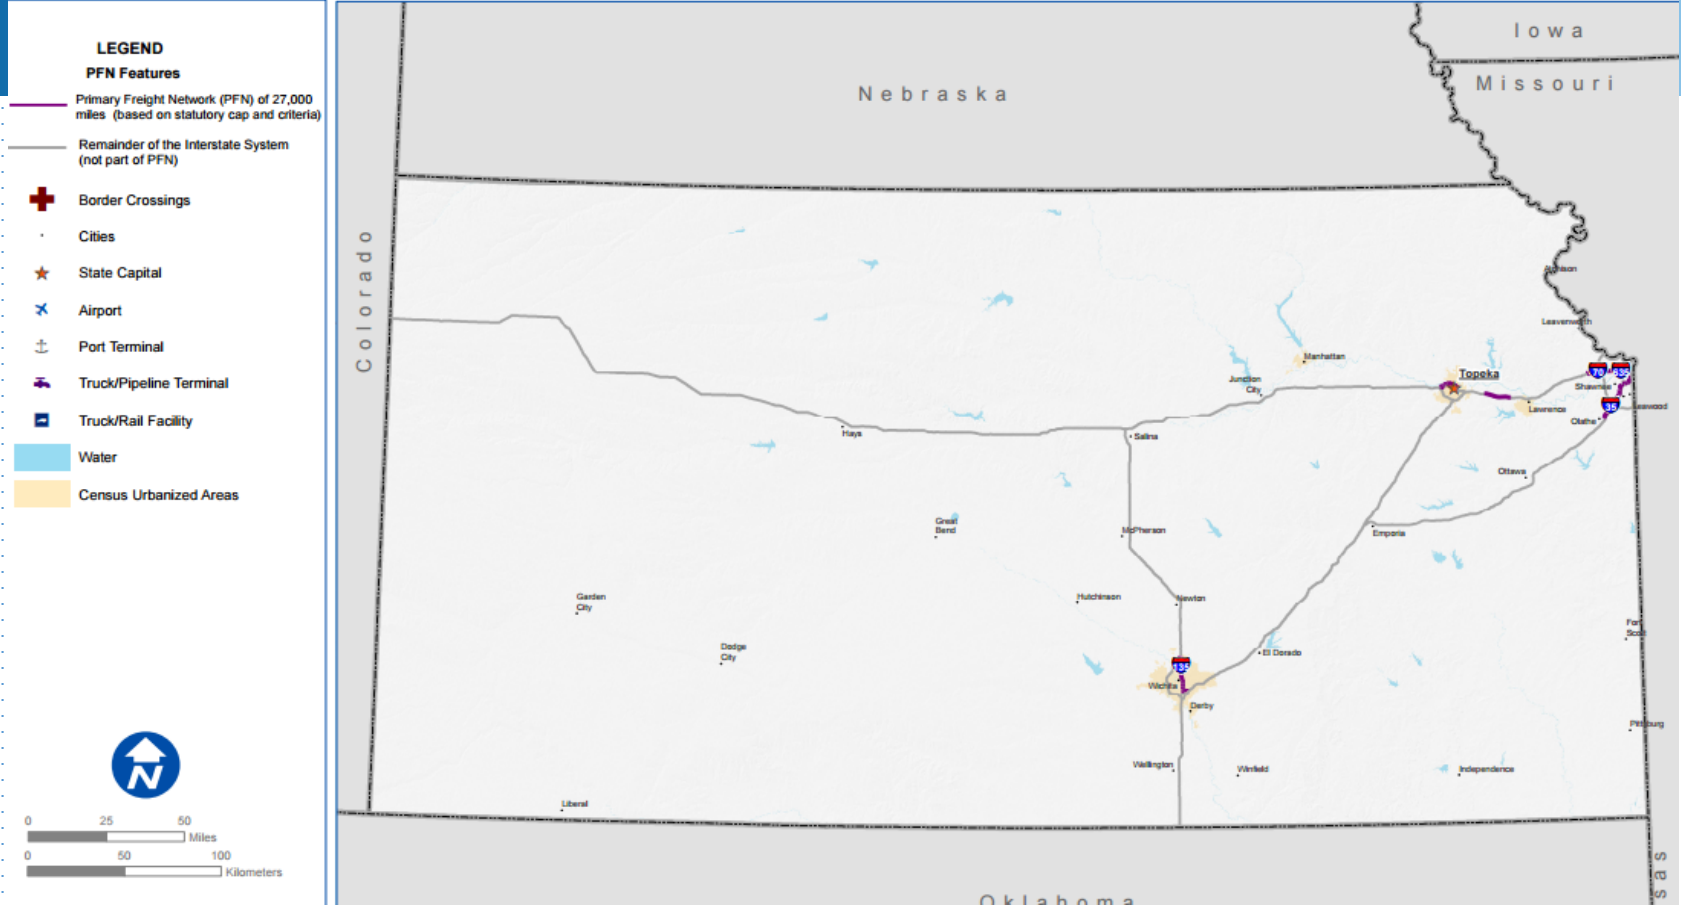 LEGEND
PFN Features
Primary Freight Network (PFN) of 27,000
miles (based on statutory cap and criteria)
Remainder of the Interstate System
(not part of PFN)
Border Crossings
Cities
State Capital
Airport
Port Terminal
Truck/Pipeline Terminal
Truck/Rail Facility
Water
Census Urbanized Areas
N
0 25 50
Miles
0 50 100
Kilometers
Iowa
Nebraska
Missouri
Colorado
Leavenworth
Manhattan
Topeka
70
Junction
City
Shawnee
35
Lawrence
Olathe
Hays
Salina
Ottawa
Great
Bend
McPherson
Emporia
Garden
City
Hutchinson
Newton
Fort
Scott
Dodge
City
El Dorado
135
Wichita
Derby
Pittsburg
Wellington
Winfield
Independence
Liberal
Oklahoma
sas